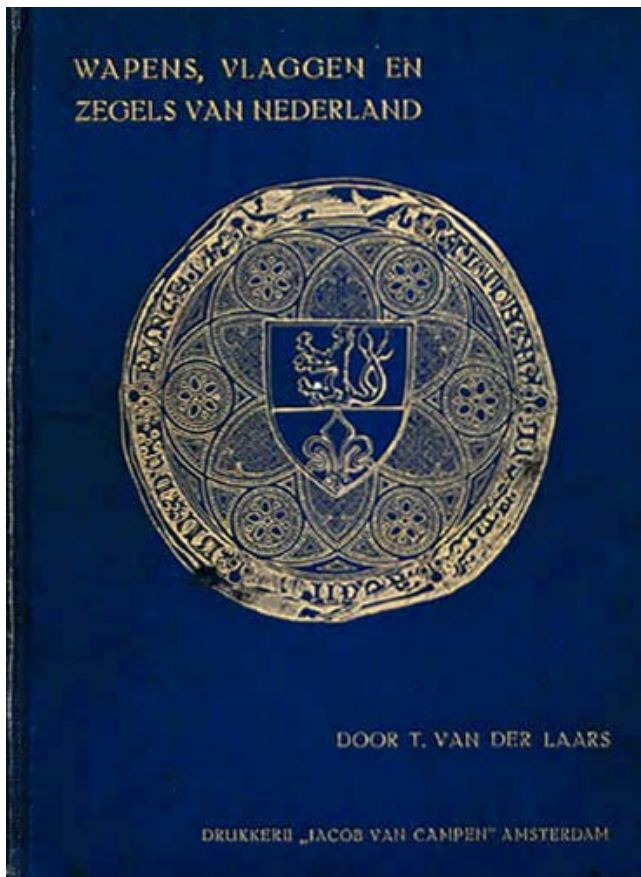 WAPENS, VLAGGEN EN
ZEGELS VAN NEDERLAND
DOOR T. VAN DER LAARS
DRUKKERIJ „JACOB VAN CAMPEN” AMSTERDAM